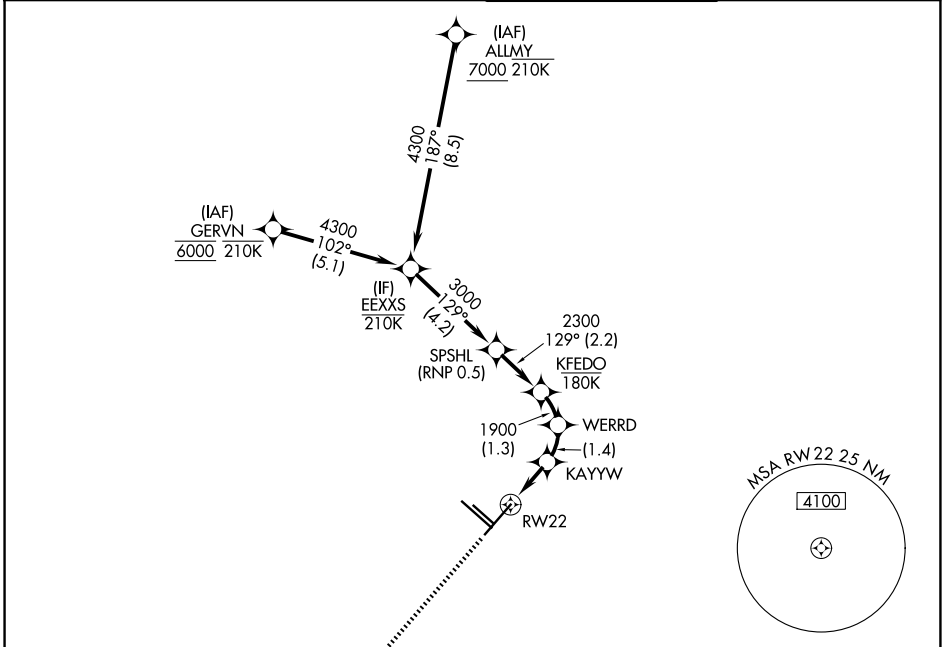 (IAF)
ALLMY
7000 210K
4300
187°
(8.5)
(IAF)
GERVN
6000 210K
4300
102°
(5.1)
(IF)
EEXXS
210K
3000
129°
(4.2)
2300
129° (2.2)
SPSHL
(RNP 0.5)
KFEDO
180K
1900
(1.3)
WERRD
(1.4)
KAYYW
RW22
MSA RW22 25 NM
4100